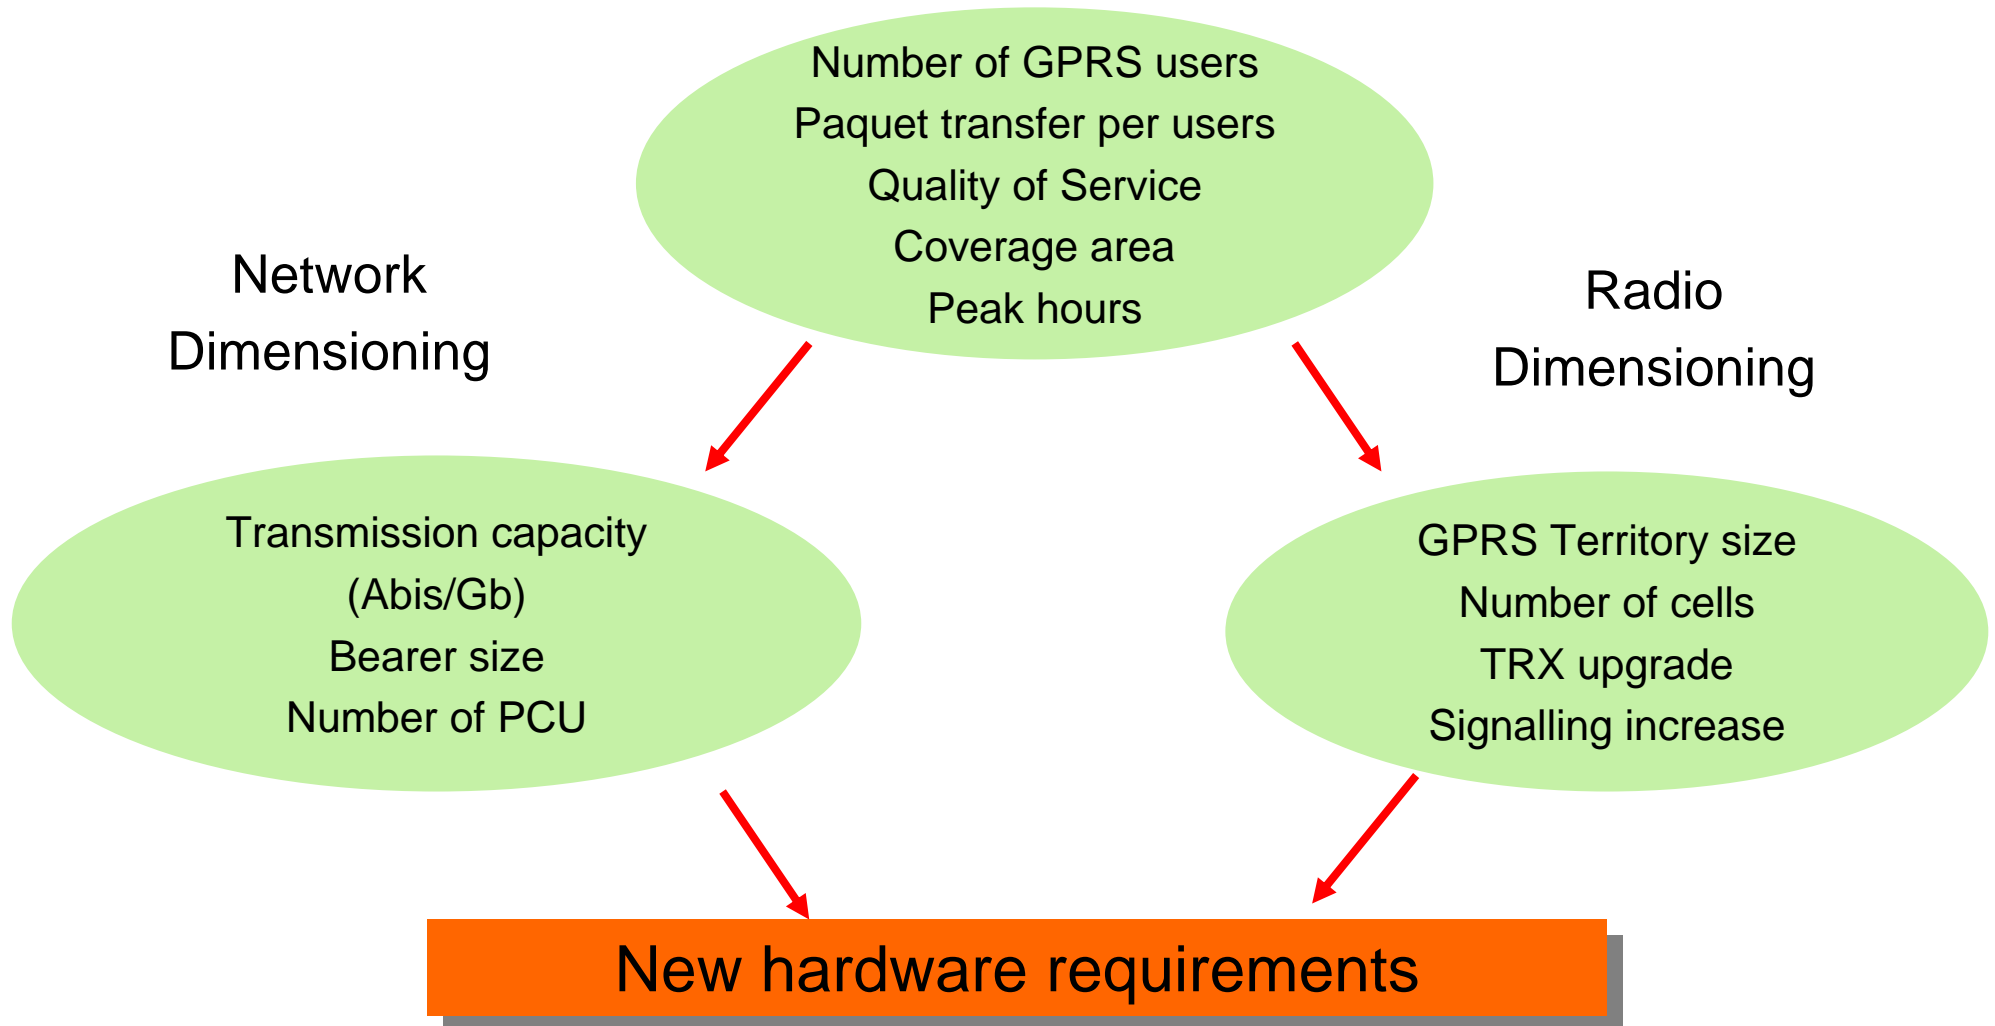 Number of GPRS users
Paquet transfer per users
Quality of Service
Coverage area
Peak hours
Network
Dimensioning
Radio
Dimensioning
Transmission capacity
(Abis/Gb)
Bearer size
Number of PCU
GPRS Territory size
Number of cells
TRX upgrade
Signalling increase
New hardware requirements